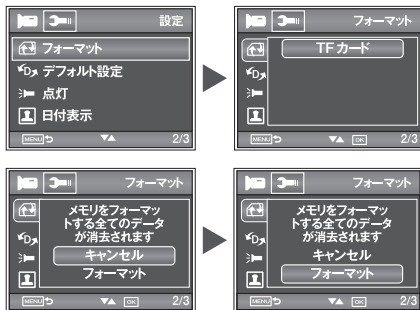 設定
フォーマット
デフォルト設定
点灯
日付表示
MENU
2/3
フォーマット
TFカード
MENU
OK
2/3
フォーマット
メモリをフォーマッ
トする全てのデータ
が消去されます
キャンセル
フォーマット
MENU
OK
2/3
フォーマット
メモリをフォーマッ
トする全てのデータ
が消去されます
キャンセル
フォーマット
MENU
OK
2/3